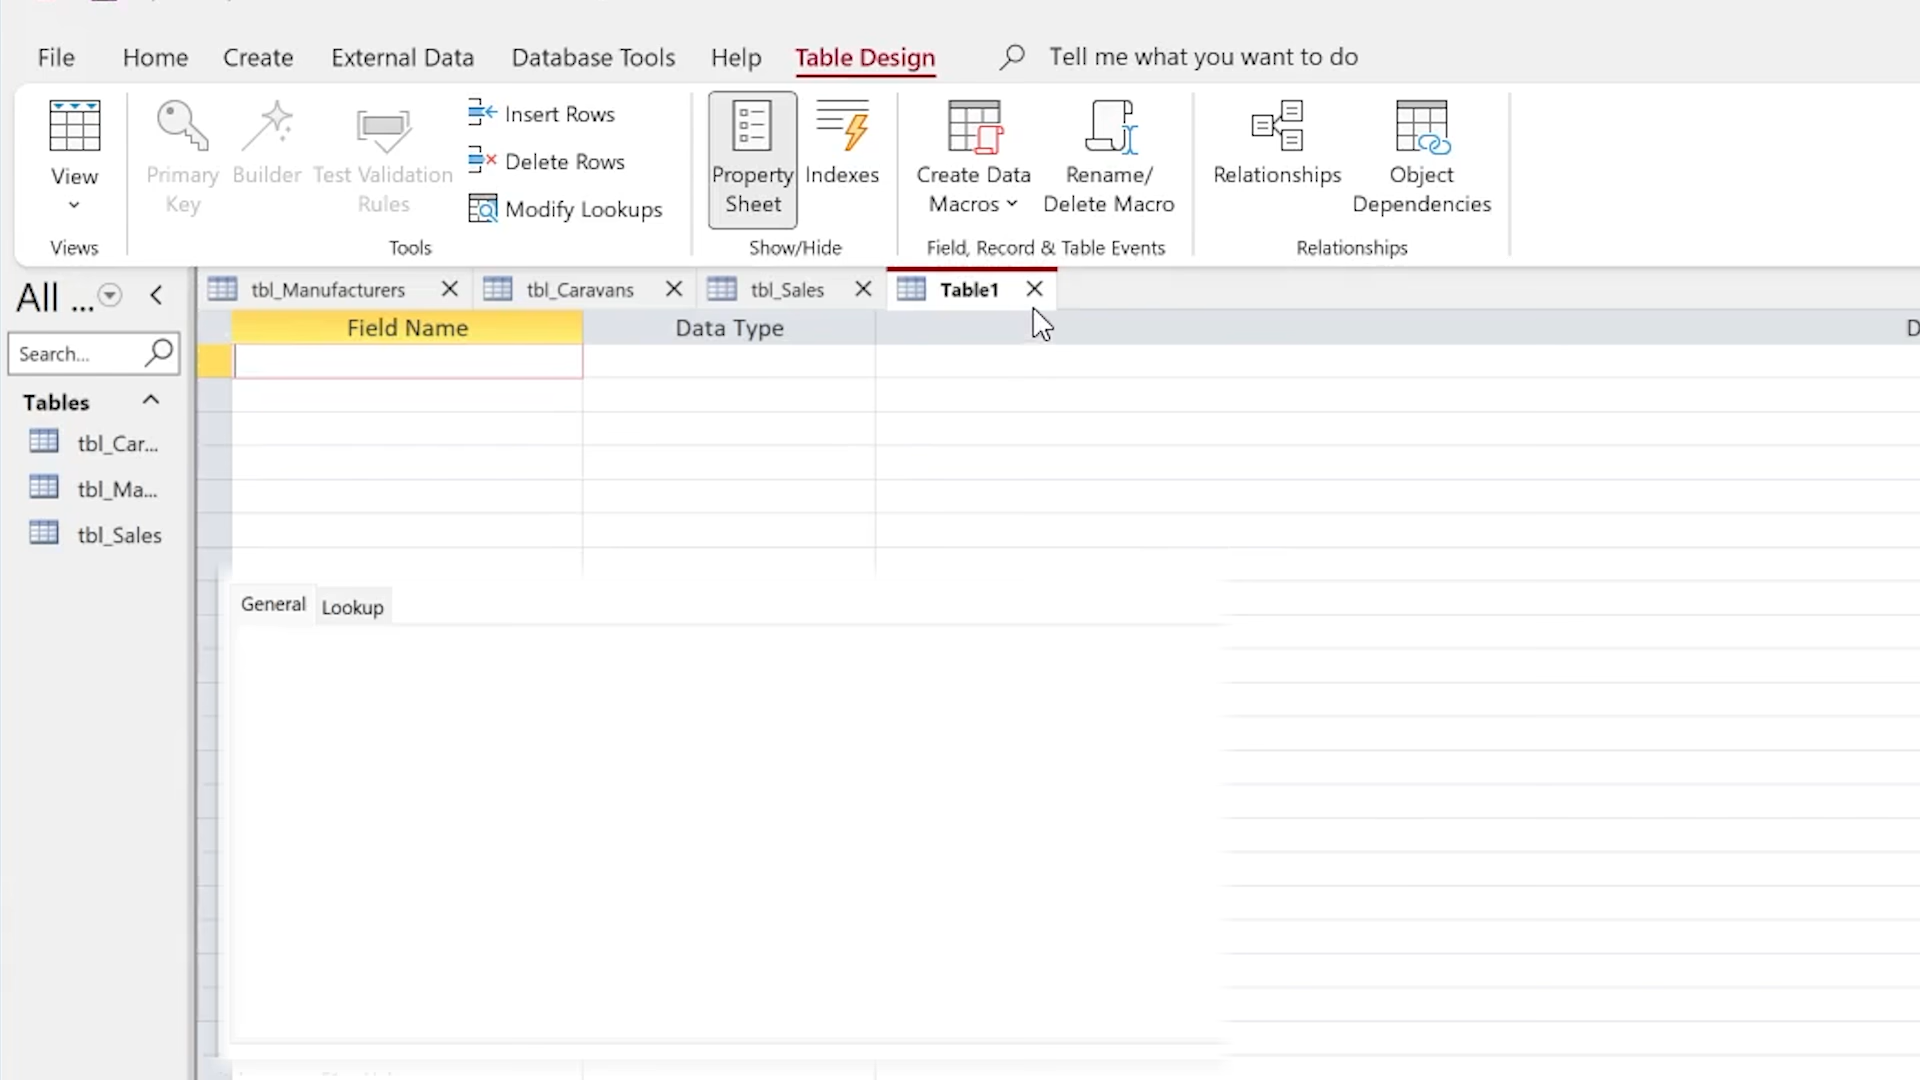 File Home Create External Data Database Tools Help Table Design Tell me what you want to do
View
Views
Primary Key
Builder
Test Validation Rules
Insert Rows
Delete Rows
Modify Lookups
Tools
Property Sheet
Indexes
Show/Hide
Create Data Macros
Rename/ Delete Macro
Field, Record & Table Events
Relationships
Object Dependencies
Relationships
All ...
Search...
Tables
tbl_Car...
tbl_Ma...
tbl_Sales
tbl_Manufacturers tbl_Caravans tbl_Sales Table1
Field Name Data Type D
General Lookup